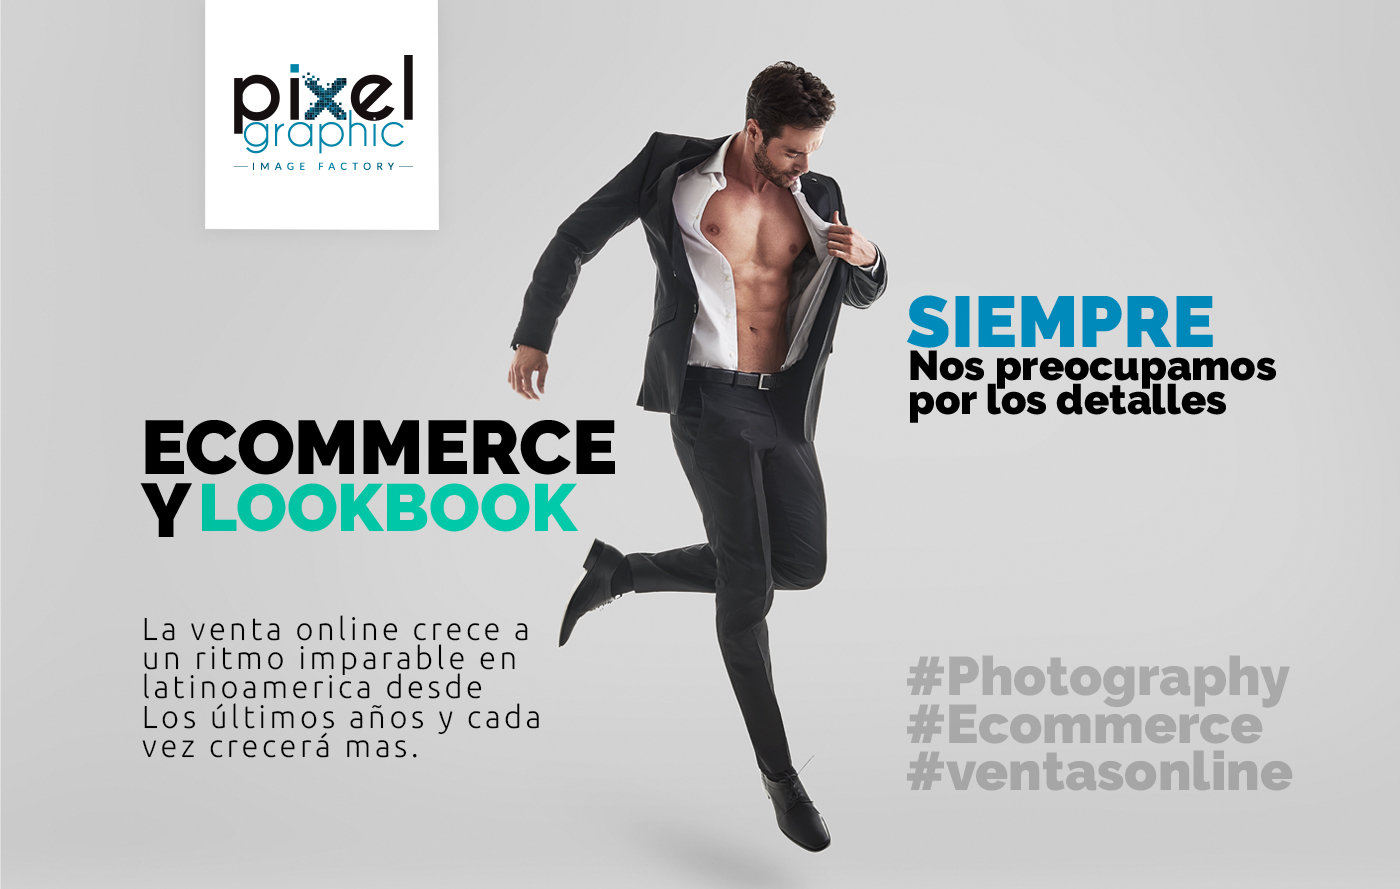 pixel
graphic
IMAGE FACTORY
SIEMPRE
Nos preocupamos
por los detalles
ECOMMERCE
Y LOOKBOOK
La venta online crece a
un ritmo imparable en
latinoamerica desde
Los últimos años y cada
vez crecerá mas.
#Photography
#Ecommerce
#ventasonline